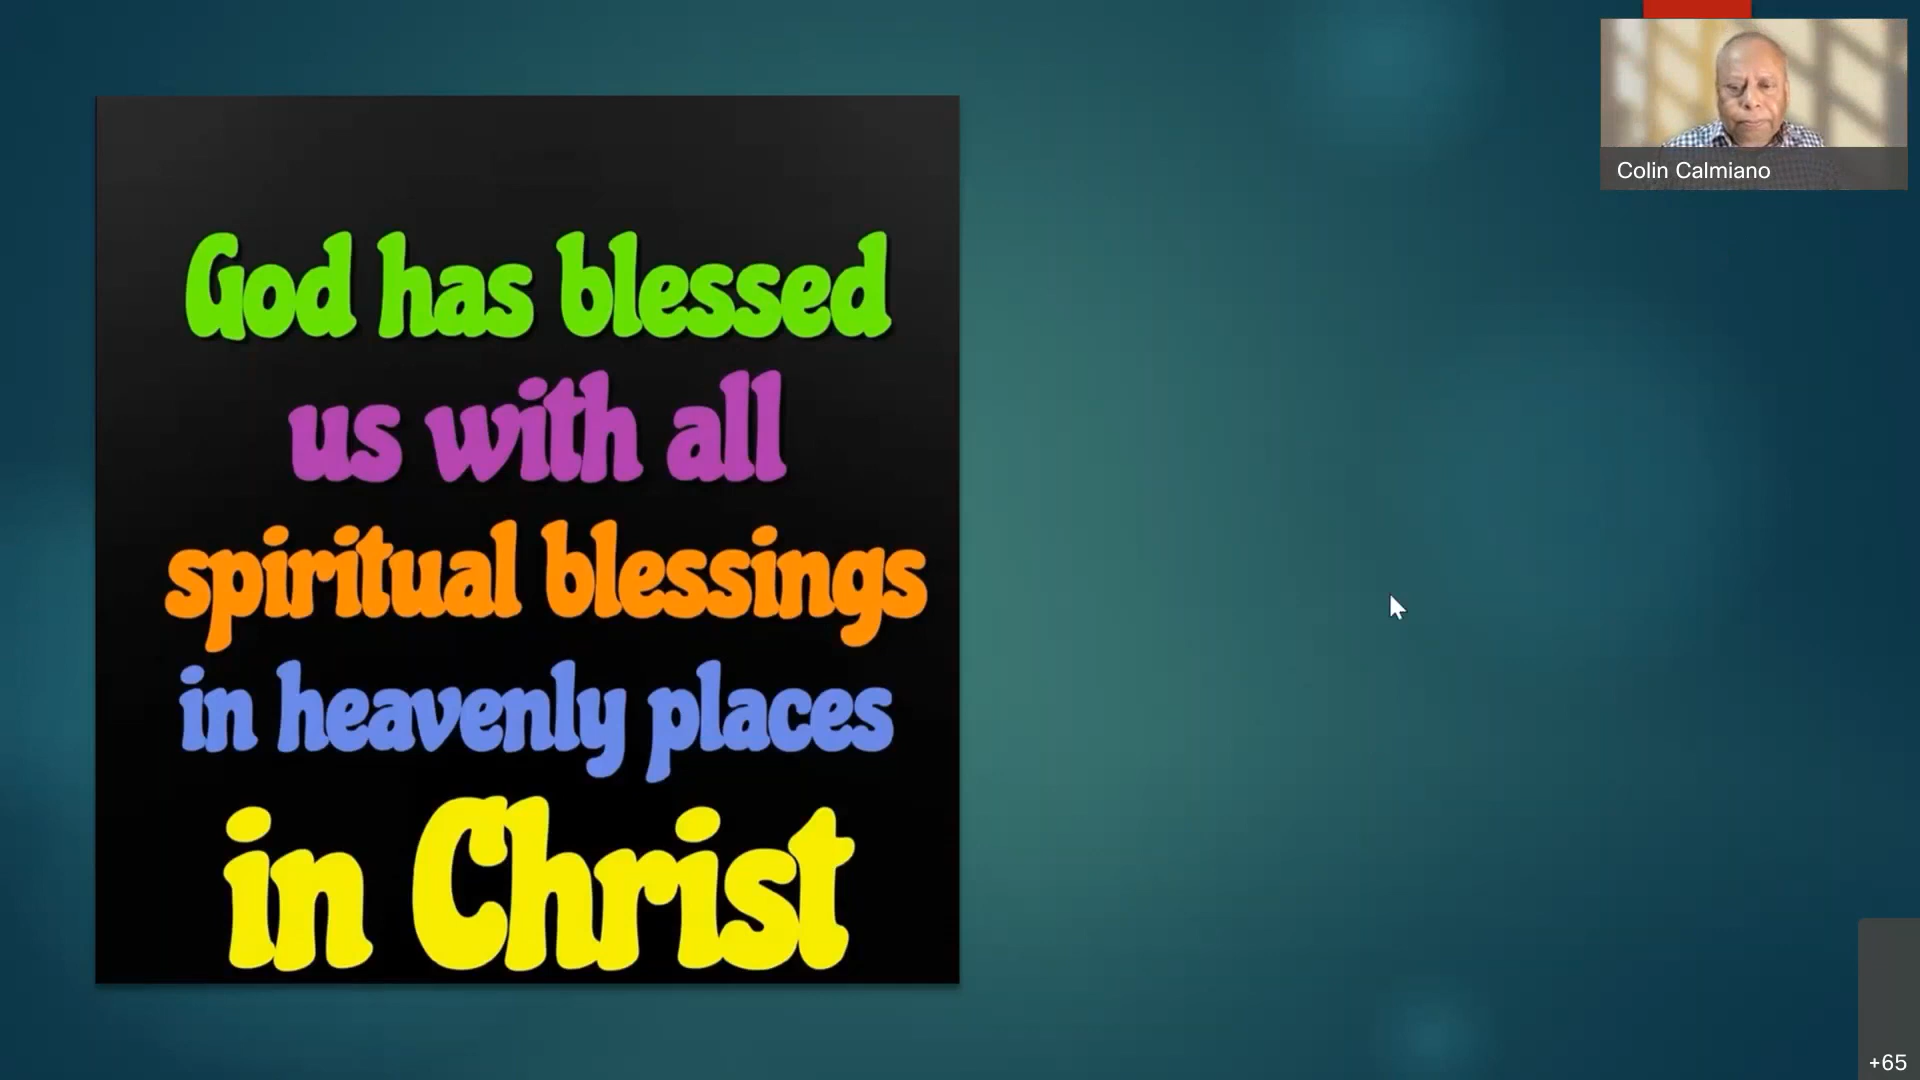 God has blessed
us with all
spiritual blessings
in heavenly places
in Christ
Colin Calmiano
+65